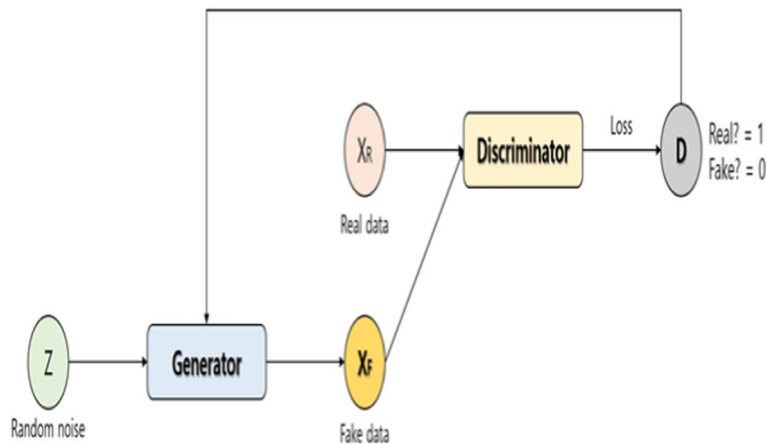 XR
Real data
Discriminator
Loss
D
Real? = 1
Fake? = 0
Z
Random noise
Generator
XF
Fake data